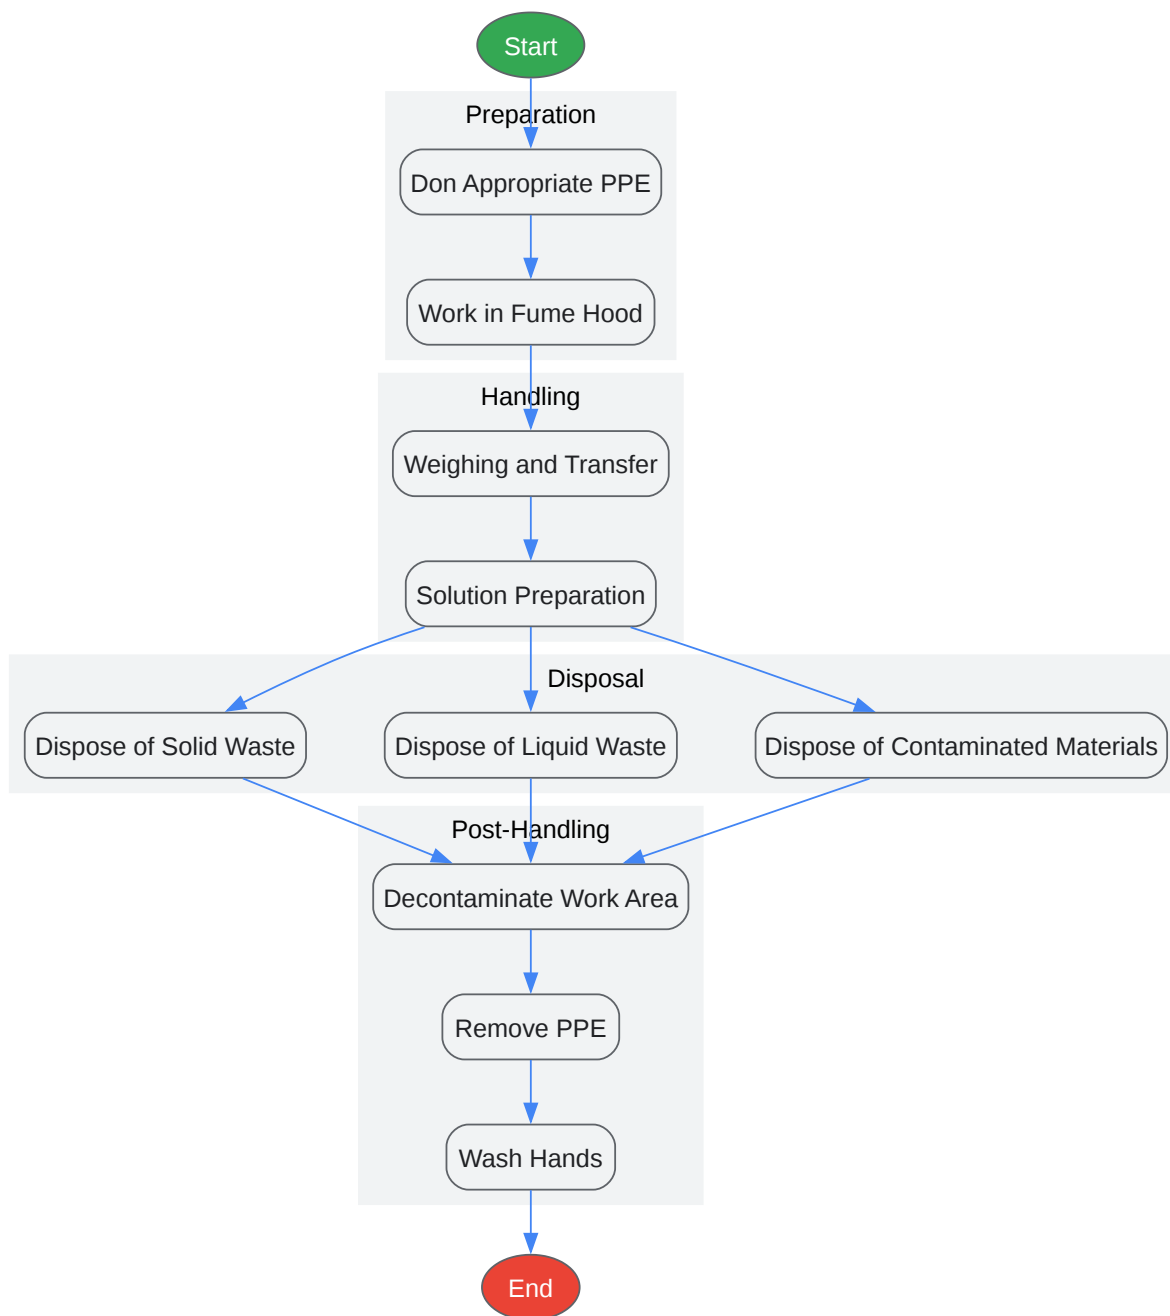 Start
Preparation
Don Appropriate PPE
Work in Fume Hood
Handling
Weighing and Transfer
Solution Preparation
Disposal
Dispose of Solid Waste
Dispose of Liquid Waste
Dispose of Contaminated Materials
Post-Handling
Decontaminate Work Area
Remove PPE
Wash Hands
End